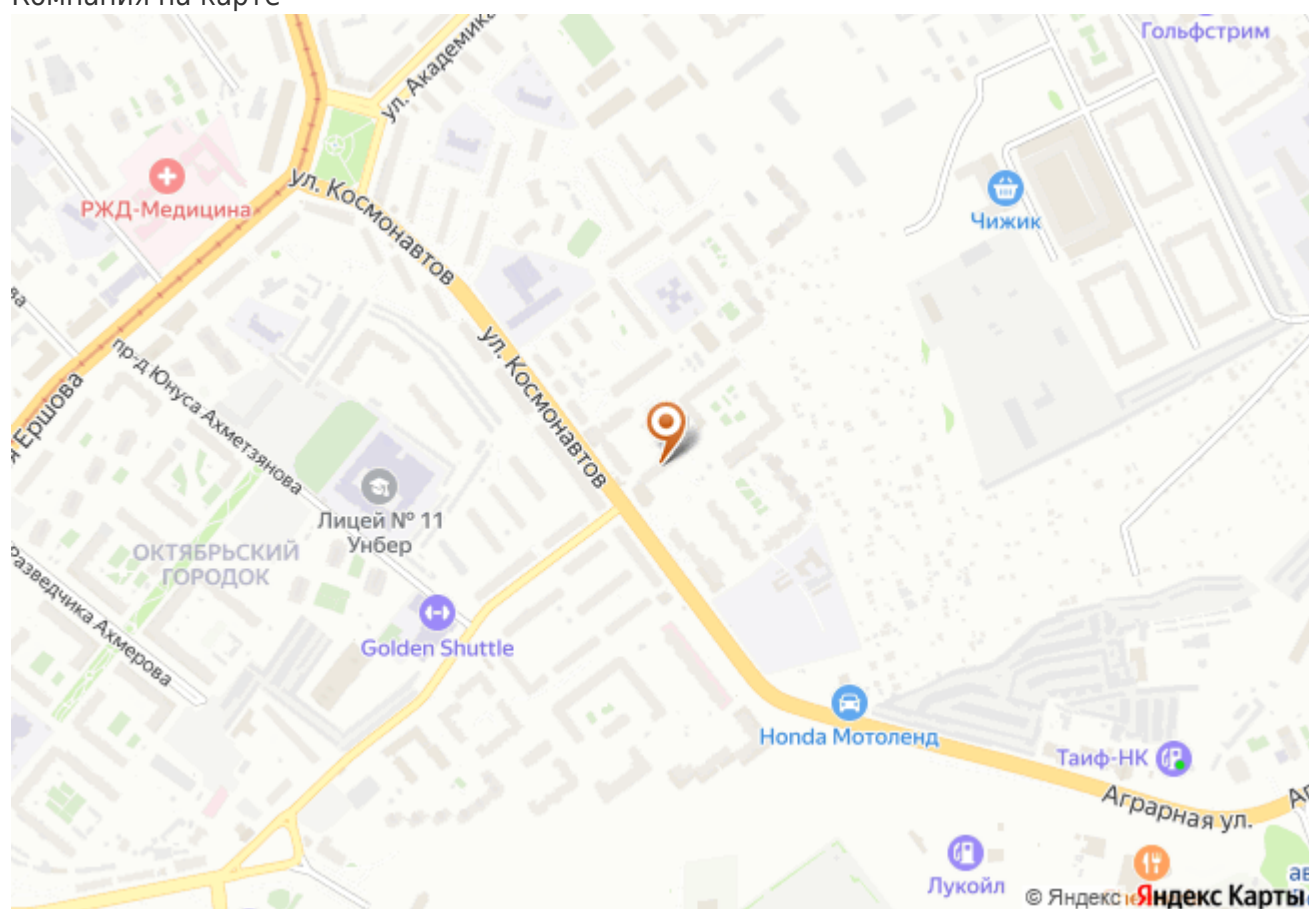 Компания на карте
Гольфстрим
ул. Академика
РЖД-Медицина
ул. Космонавтов
Чижик
ул. Космонавтов
пр-д Юнуса Ахметзянова
Ершова
Лицей № 11
Унбер
ОКТЯБРЬСКИЙ
ГОРОДОК
Разведчика Ахмерова
Golden Shuttle
Honda Мотоленд
Таиф-НК
Аграрная ул.
Лукойл
© Яндекс
Яндекс Карты